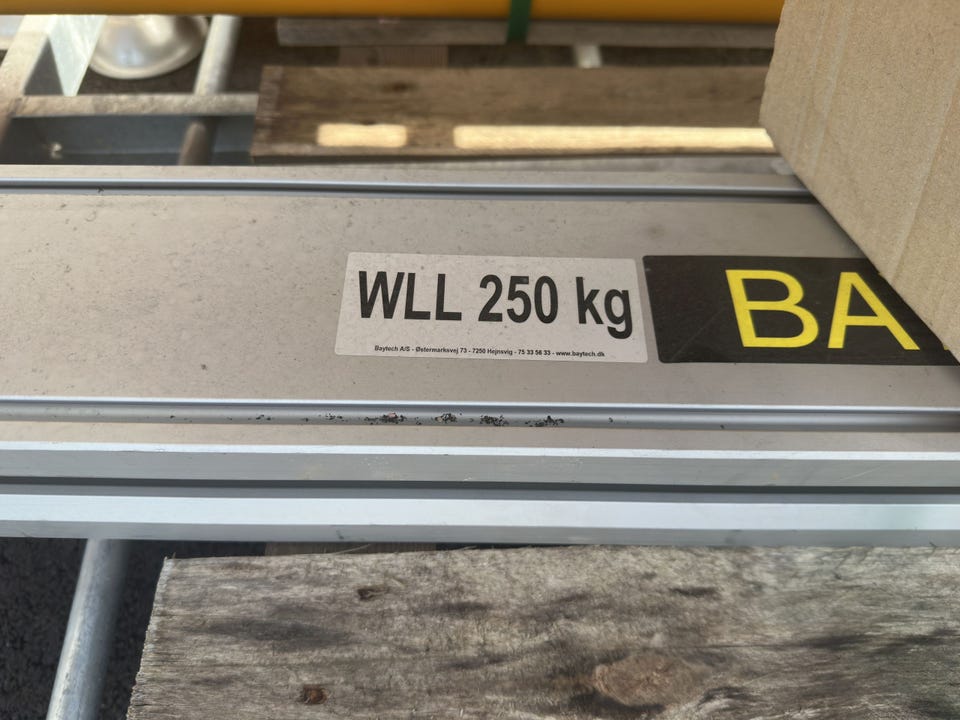 WLL 250 kg
Baytech A/S - Østermarksvej 73 - 7250 Hejnsvig - 75 33 56 33 - www.baytech.dk
BA